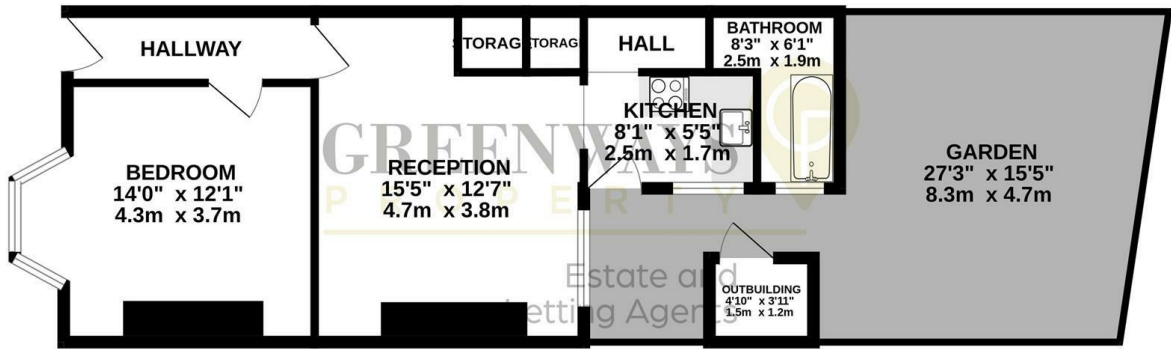 HALLWAY
STORAG
TORAG
HALL
BATHROOM
8'3" x 6'1"
2.5m x 1.9m
KITCHEN
8'1" x 5'5"
2.5m x 1.7m
BEDROOM
14'0" x 12'1"
4.3m x 3.7m
RECEPTION
15'5" x 12'7"
4.7m x 3.8m
GARDEN
27'3" x 15'5"
8.3m x 4.7m
OUTBUILDING
4'10" x 3'11"
1.5m x 1.2m
GREENWAYS
PROPERTY
Estate and
Letting Agents